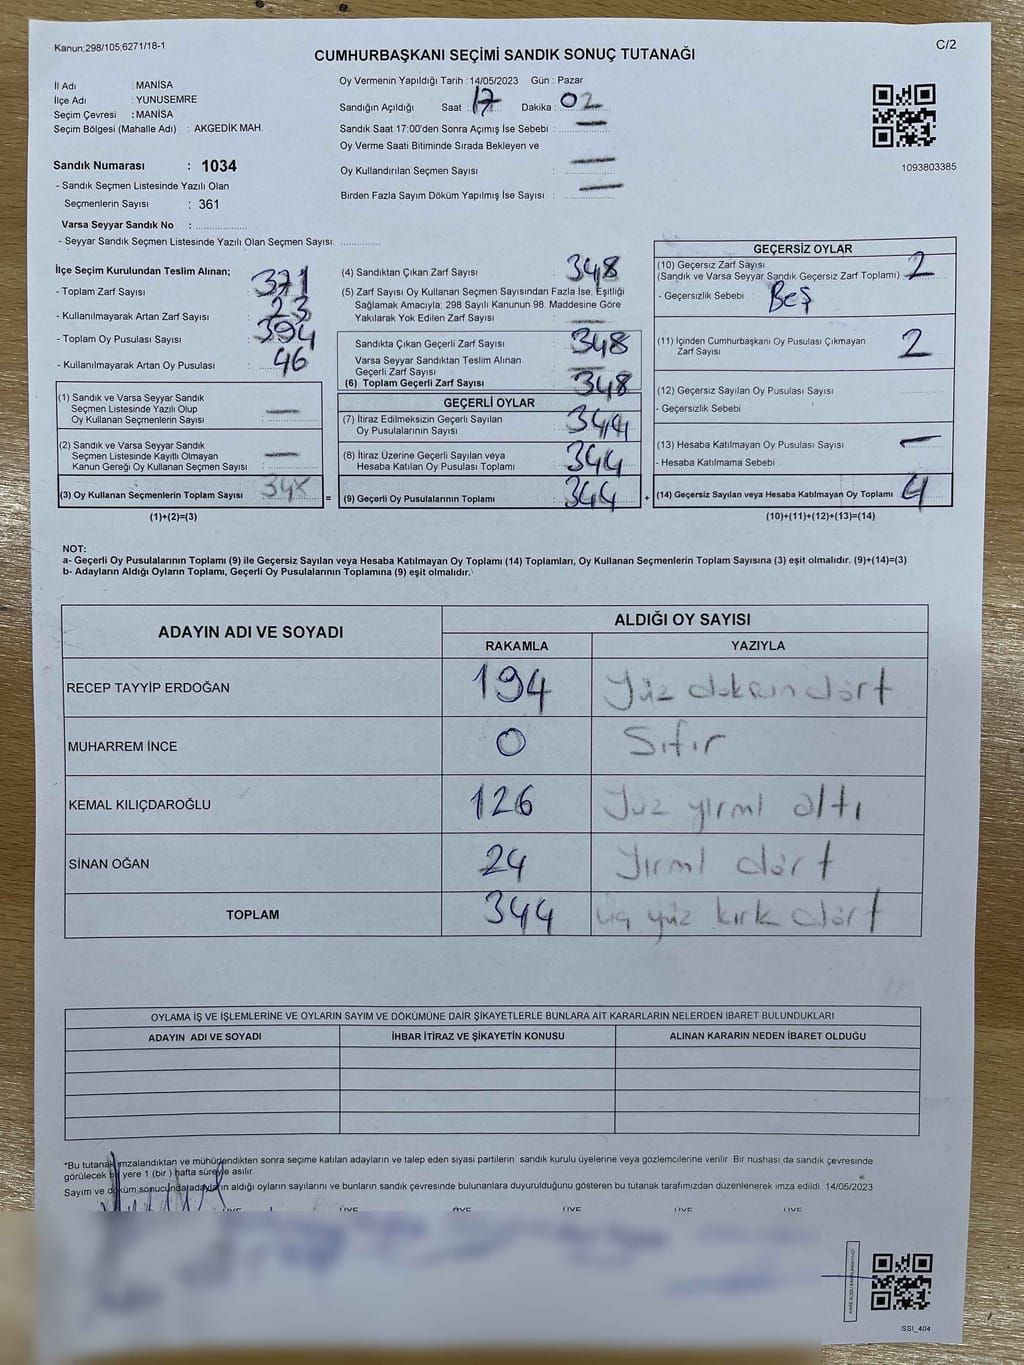 Kanun;298/105,6271/18-1
C/2
CUMHURBAŞKANI SEÇİMİ SANDIK SONUÇ TUTANAĞI
İl Adı : MANİSA
İlçe Adı : YUNUSEMRE
Seçim Çevresi : MANİSA
Seçim Bölgesi (Mahalle Adı) : AKGEDİK MAH.
Oy Vermenin Yapıldığı Tarih : 14/05/2023 Gün : Pazar
Sandığın Açıldığı Saat : 17 Dakika : 02
Sandık Saat 17:00'den Sonra Açımış İse Sebebi : —
Oy Verme Saati Bitiminde Sırada Bekleyen ve
Oy Kullandırılan Seçmen Sayısı : —
Birden Fazla Sayım Döküm Yapılmış İse Sayısı : —
1093803385
Sandık Numarası : 1034
- Sandık Seçmen Listesinde Yazılı Olan
Seçmenlerin Sayısı : 361
Varsa Seyyar Sandık No :
- Seyyar Sandık Seçmen Listesinde Yazılı Olan Seçmen Sayısı:
İlçe Seçim Kurulundan Teslim Alınan;
- Toplam Zarf Sayısı : 371
- Kullanılmayarak Artan Zarf Sayısı : 23
- Toplam Oy Pusulası Sayısı : 394
- Kullanılmayarak Artan Oy Pusulası : 46
(1) Sandık ve Varsa Seyyar Sandık
Seçmen Listesinde Yazılı Olup
Oy Kullanan Seçmenlerin Sayısı : —
(2) Sandık ve Varsa Seyyar Sandık
Seçmen Listesinde Kayıtlı Olmayan
Kanun Gereği Oy Kullanan Seçmen Sayısı : —
(3) Oy Kullanan Seçmenlerin Toplam Sayısı 348 =
(1)+(2)=(3)
(4) Sandıktan Çıkan Zarf Sayısı : 348
(5) Zarf Sayısı Oy Kullanan Seçmen Sayısından Fazla İse, Eşitliği
Sağlamak Amacıyla; 298 Sayılı Kanunun 98. Maddesine Göre
Yakılarak Yok Edilen Zarf Sayısı : —
Sandıkta Çıkan Geçerli Zarf Sayısı : 348
Varsa Seyyar Sandıktan Teslim Alınan
Geçerli Zarf Sayısı : —
(6) Toplam Geçerli Zarf Sayısı : 348
GEÇERLİ OYLAR
(7) İtiraz Edilmeksizin Geçerli Sayılan
Oy Pusulalarının Sayısı : 344
(8) İtiraz Üzerine Geçerli Sayılan veya
Hesaba Katılan Oy Pusulası Toplamı : 344
(9) Geçerli Oy Pusulalarının Toplamı : 344 +
GEÇERSİZ OYLAR
(10) Geçersiz Zarf Sayısı
(Sandık ve Varsa Seyyar Sandık Geçersiz Zarf Toplamı) : 2
- Geçersizlik Sebebi : Beş
(11) İçinden Cumhurbaşkanı Oy Pusulası Çıkmayan
Zarf Sayısı 2
(12) Geçersiz Sayılan Oy Pusulası Sayısı
- Geçersizlik Sebebi
(13) Hesaba Katılmayan Oy Pusulası Sayısı —
- Hesaba Katılmama Sebebi
(14) Geçersiz Sayılan veya Hesaba Katılmayan Oy Toplamı 4
(10)+(11)+(12)+(13)=(14)
NOT:
a- Geçerli Oy Pusulalarının Toplamı (9) ile Geçersiz Sayılan veya Hesaba Katılmayan Oy Toplamı (14) Toplamları, Oy Kullanan Seçmenlerin Toplam Sayısına (3) eşit olmalıdır. (9)+(14)=(3)
b- Adayların Aldığı Oyların Toplamı, Geçerli Oy Pusulalarının Toplamına (9) eşit olmalıdır.
ADAYIN ADI VE SOYADI ALDIĞI OY SAYISI
RAKAMLA YAZIYLA
RECEP TAYYİP ERDOĞAN 194 Yüz doksan dört
MUHARREM İNCE 0 Sıfır
KEMAL KILIÇDAROĞLU 126 Yüz yirmi altı
SİNAN OĞAN 24 Yirmi dört
TOPLAM 344 Üç yüz kırk dört
OYLAMA İŞ VE İŞLEMLERİNE VE OYLARIN SAYIM VE DÖKÜMÜNE DAİR ŞİKAYETLERLE BUNLARA AİT KARARLARIN NELERDEN İBARET BULUNDUKLARI
ADAYIN ADI VE SOYADI İHBAR İTİRAZ VE ŞİKAYETİN KONUSU ALINAN KARARIN NEDEN İBARET OLDUĞU
*Bu tutanak imzalandıktan ve mühürlendikten sonra seçime katılan adayların ve talep eden siyasi partilerin sandık kurulu üyelerine veya gözlemcilerine verilir. Bir nüshası da sandık çevresinde
görülecek bir yere 1 (bir ) hafta süreyle asılır.
Sayım ve döküm sonucunda adayların aldığı oyların sayılarını ve bunların sandık çevresinde bulunanlara duyurulduğunu gösteren bu tutanak tarafımızdan düzenlenerek imza edildi. 14/05/2023
ÜYE ÜYE ÜYE ÜYE ÜYE ÜYE
SSI_404